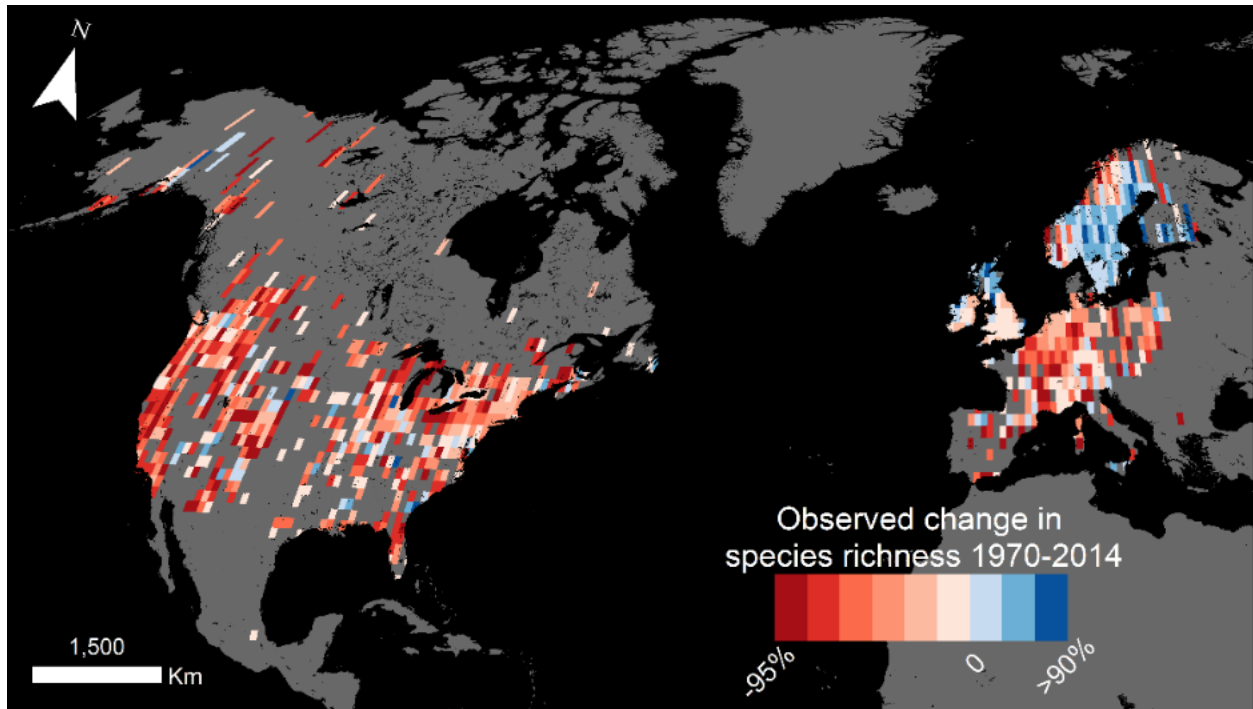 N
Observed change in
species richness 1970-2014
-95%
0
>90%
1,500
Km